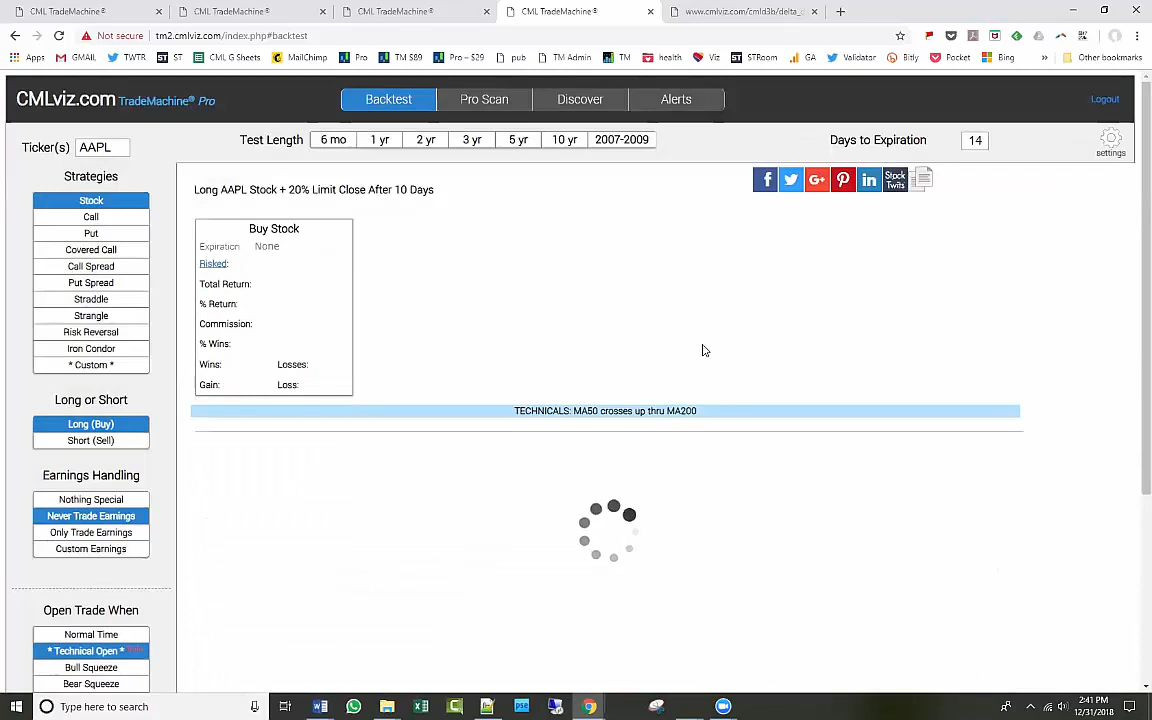 CML TradeMachine®
CML TradeMachine®
CML TradeMachine®
CML TradeMachine®
www.cmlviz.com/cmld3b/delta_c
Not secure
tm2.cmlviz.com/index.php#backtest
Apps
GMAIL
TWTR
ST
CML G Sheets
MailChimp
Pro
TM $89
Pro – $29
pub
TM Admin
TM
health
Viz
STRoom
GA
Validator
Bitly
Pocket
Bing
»
Other bookmarks
CMLviz.com TradeMachine® Pro
Backtest
Pro Scan
Discover
Alerts
Logout
Ticker(s) AAPL
Test Length
6 mo
1 yr
2 yr
3 yr
5 yr
10 yr
2007-2009
Days to Expiration 14
settings
Strategies
Stock
Call
Put
Covered Call
Call Spread
Put Spread
Straddle
Strangle
Risk Reversal
Iron Condor
* Custom *
Long or Short
Long (Buy)
Short (Sell)
Earnings Handling
Nothing Special
Never Trade Earnings
Only Trade Earnings
Custom Earnings
Open Trade When
Normal Time
* Technical Open *
Bull Squeeze
Bear Squeeze
Long AAPL Stock + 20% Limit Close After 10 Days
Stock
Twits
Buy Stock
Expiration None
Risked:
Total Return:
% Return:
Commission:
% Wins:
Wins: Losses:
Gain: Loss:
TECHNICALS: MA50 crosses up thru MA200
Type here to search
2:41 PM
12/31/2018